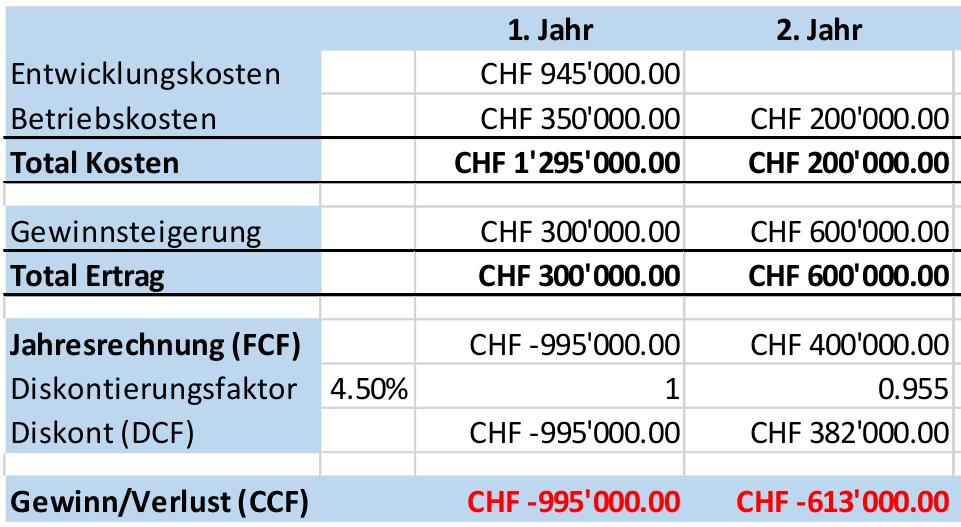 1. Jahr 2. Jahr
Entwicklungskosten CHF 945'000.00
Betriebskosten CHF 350'000.00 CHF 200'000.00
Total Kosten CHF 1'295'000.00 CHF 200'000.00
Gewinnsteigerung CHF 300'000.00 CHF 600'000.00
Total Ertrag CHF 300'000.00 CHF 600'000.00
Jahresrechnung (FCF) CHF -995'000.00 CHF 400'000.00
Diskontierungsfaktor 4.50% 1 0.955
Diskont (DCF) CHF -995'000.00 CHF 382'000.00
Gewinn/Verlust (CCF) CHF -995'000.00 CHF -613'000.00